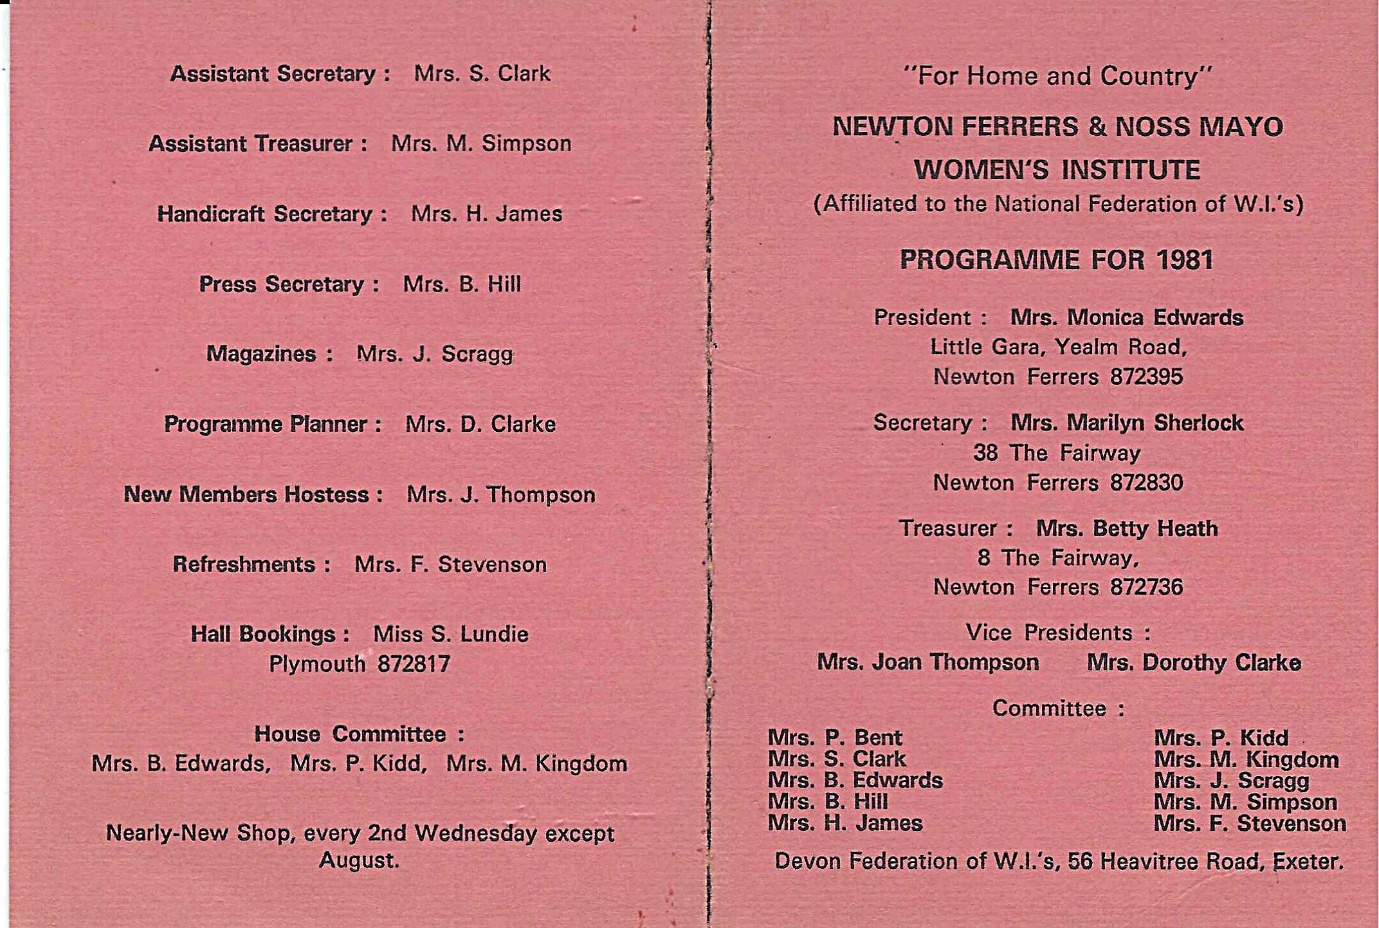 Assistant Secretary : Mrs. S. Clark
Assistant Treasurer : Mrs. M. Simpson
Handicraft Secretary : Mrs. H. James
Press Secretary : Mrs. B. Hill
Magazines : Mrs. J. Scragg
Programme Planner : Mrs. D. Clarke
New Members Hostess : Mrs. J. Thompson
Refreshments : Mrs. F. Stevenson
Hall Bookings : Miss S. Lundie
Plymouth 872817
House Committee :
Mrs. B. Edwards, Mrs. P. Kidd, Mrs. M. Kingdom
Nearly-New Shop, every 2nd Wednesday except
August.
"For Home and Country"
NEWTON FERRERS & NOSS MAYO
WOMEN'S INSTITUTE
(Affiliated to the National Federation of W.I.'s)
PROGRAMME FOR 1981
President : Mrs. Monica Edwards
Little Gara, Yealm Road,
Newton Ferrers 872395
Secretary : Mrs. Marilyn Sherlock
38 The Fairway
Newton Ferrers 872830
Treasurer : Mrs. Betty Heath
8 The Fairway,
Newton Ferrers 872736
Vice Presidents :
Mrs. Joan Thompson Mrs. Dorothy Clarke
Committee :
Mrs. P. Bent Mrs. P. Kidd
Mrs. S. Clark Mrs. M. Kingdom
Mrs. B. Edwards Mrs. J. Scragg
Mrs. B. Hill Mrs. M. Simpson
Mrs. H. James Mrs. F. Stevenson
Devon Federation of W.I.'s, 56 Heavitree Road, Exeter.